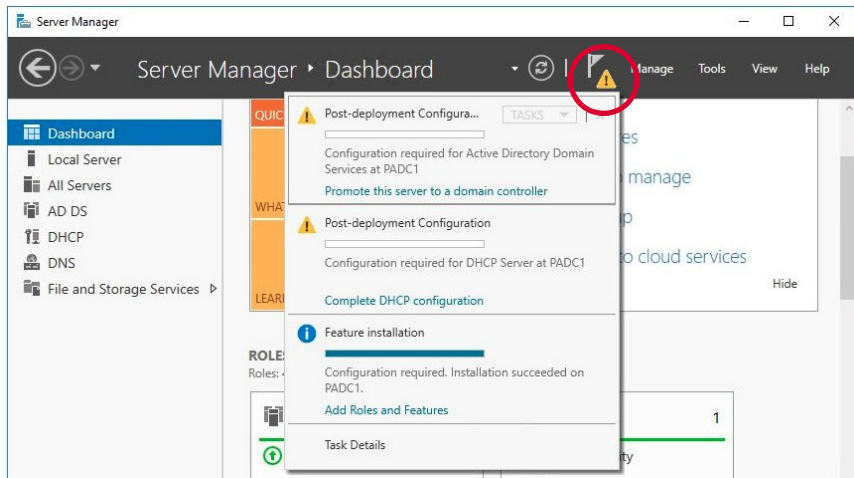 Server Manager
Server Manager • Dashboard
Manage Tools View Help
Dashboard
Local Server
All Servers
AD DS
DHCP
DNS
File and Storage Services
QUIC
WHA
LEAR
Post-deployment Configura...
TASKS
Configuration required for Active Directory Domain
Services at PADC1
Promote this server to a domain controller
Post-deployment Configuration
Configuration required for DHCP Server at PADC1
Complete DHCP configuration
Feature installation
Configuration required. Installation succeeded on
PADC1.
Add Roles and Features
Task Details
es
manage
p
to cloud services
Hide
ROLE
Roles:
1
ity